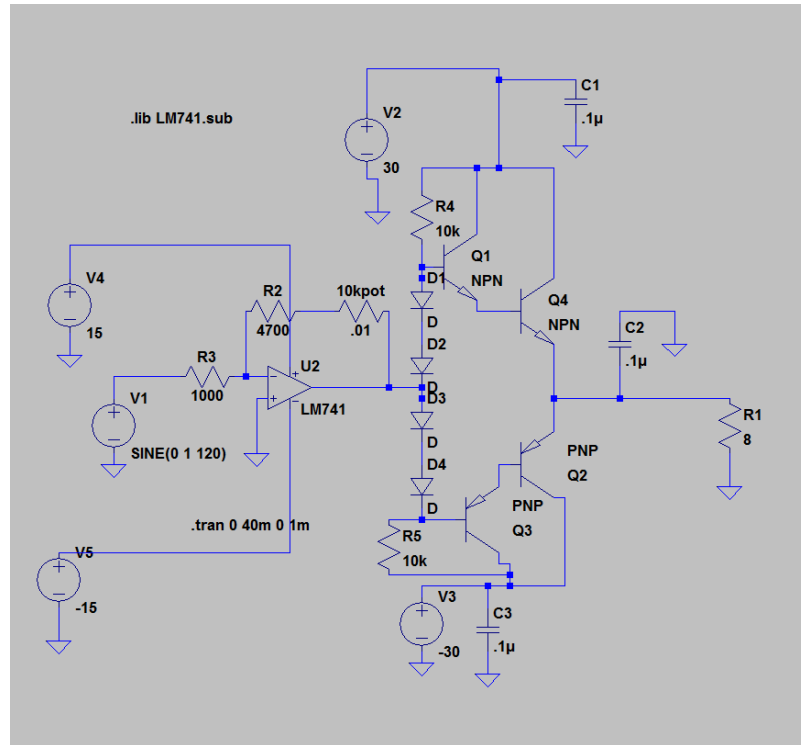 .lib LM741.sub
V2
30
C1
.1µ
R4
10k
Q1
NPN
Q4
NPN
V4
15
R2
4700
10kpot
.01
D1
D
D2
D
D3
D
D4
D
R3
1000
U2
LM741
V1
SINE(0 1 120)
C2
.1µ
R1
8
PNP
Q2
PNP
Q3
.tran 0 40m 0 1m
R5
10k
V5
-15
V3
-30
C3
.1µ